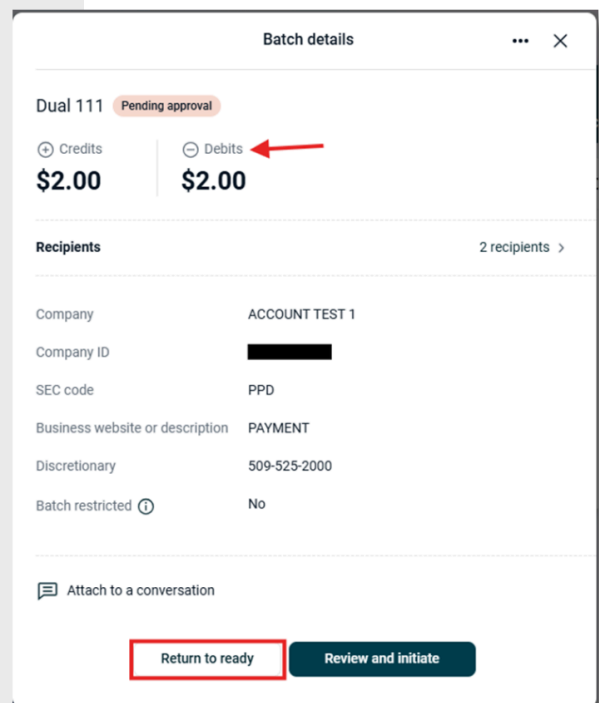 Batch details
Dual 111 Pending approval
Credits Debits
$2.00 $2.00
Recipients 2 recipients
Company ACCOUNT TEST 1
Company ID
SEC code PPD
Business website or description PAYMENT
Discretionary 509-525-2000
Batch restricted No
Attach to a conversation
Return to ready Review and initiate